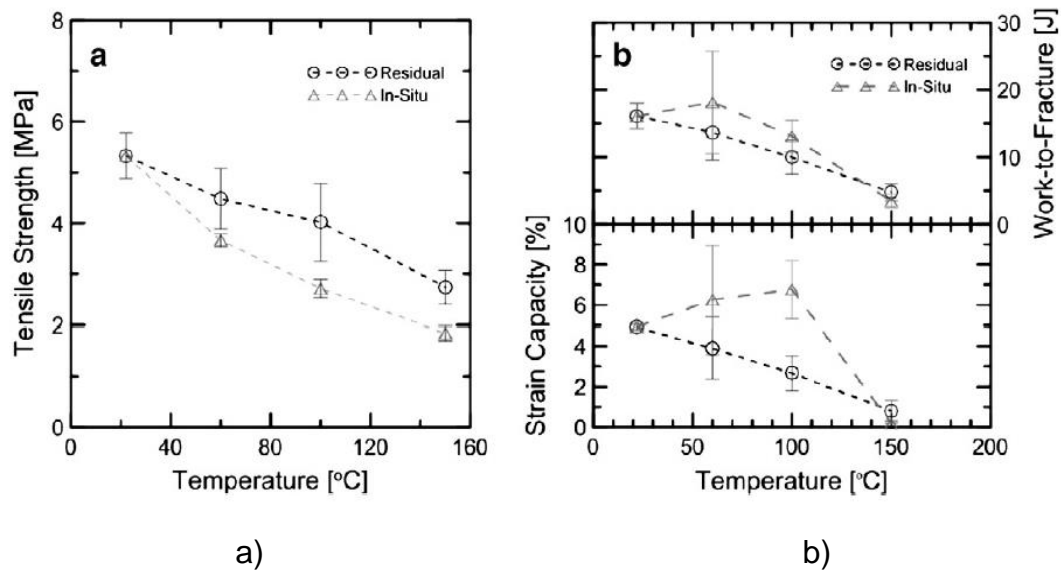 a
Residual
In-Situ
Tensile Strength [MPa]
8
6
4
2
0
0 40 80 120 160
Temperature [°C]
b
Residual
In-Situ
Work-to-Fracture [J]
30
20
10
0
Strain Capacity [%]
10
8
6
4
2
0
0 50 100 150 200
Temperature [°C]
a) b)